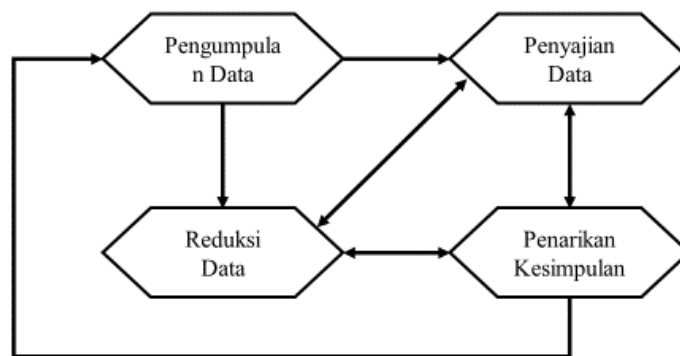 Pengumpula
n Data
Penyajian
Data
Reduksi
Data
Penarikan
Kesimpulan